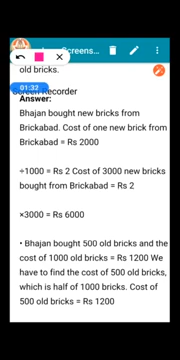 Screens
old bricks.
01:32
Screen Recorder
Answer:
Bhajan bought new bricks from
Brickabad. Cost of one new brick from
Brickabad = Rs 2000
÷1000 = Rs 2 Cost of 3000 new bricks
bought from Brickabad = Rs 2
×3000 = Rs 6000
• Bhajan bought 500 old bricks and the
cost of 1000 old bricks = Rs 1200 We
have to find the cost of 500 old bricks,
which is half of 1000 bricks. Cost of
500 old bricks = Rs 1200